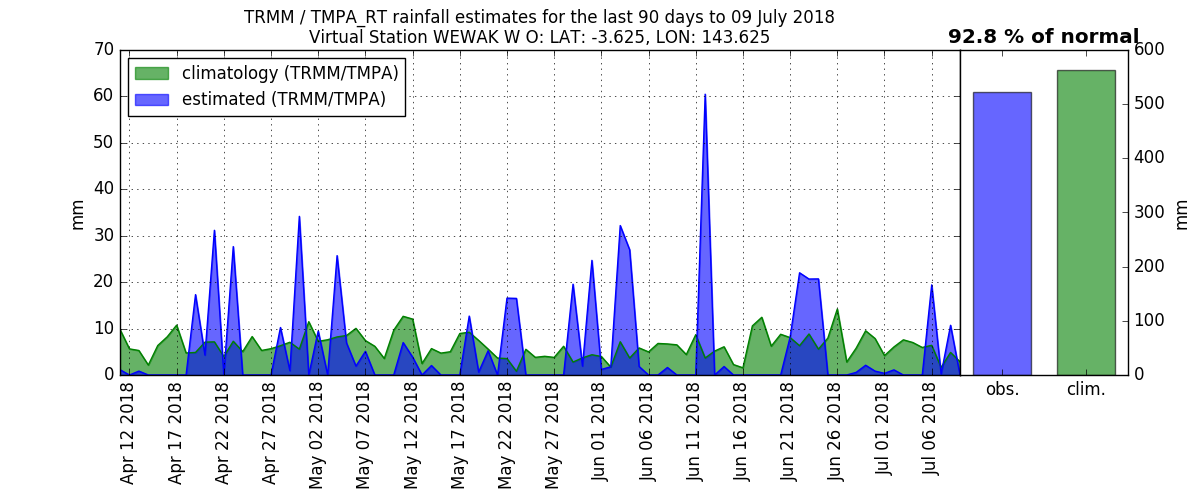 TRMM / TMPA_RT rainfall estimates for the last 90 days to 09 July 2018
Virtual Station WEWAK W O: LAT: -3.625, LON: 143.625
92.8 % of normal
climatology (TRMM/TMPA)
estimated (TRMM/TMPA)
70
60
50
40
30
20
10
0
mm
Apr 12 2018
Apr 17 2018
Apr 22 2018
Apr 27 2018
May 02 2018
May 07 2018
May 12 2018
May 17 2018
May 22 2018
May 27 2018
Jun 01 2018
Jun 06 2018
Jun 11 2018
Jun 16 2018
Jun 21 2018
Jun 26 2018
Jul 01 2018
Jul 06 2018
obs.
clim.
600
500
400
300
200
100
0
mm